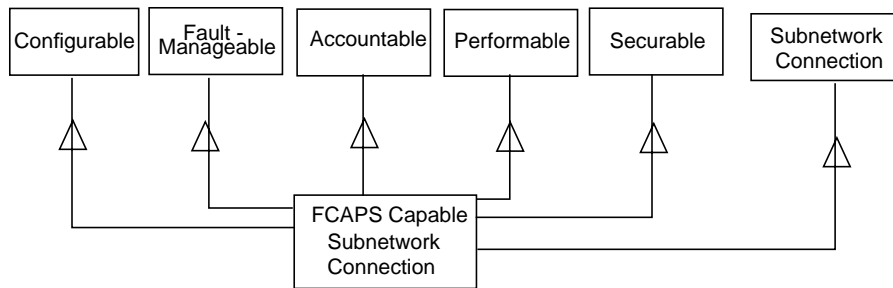 Configurable
Fault -
Manageable
Accountable
Performable
Securable
Subnetwork
Connection
FCAPS Capable
Subnetwork
Connection